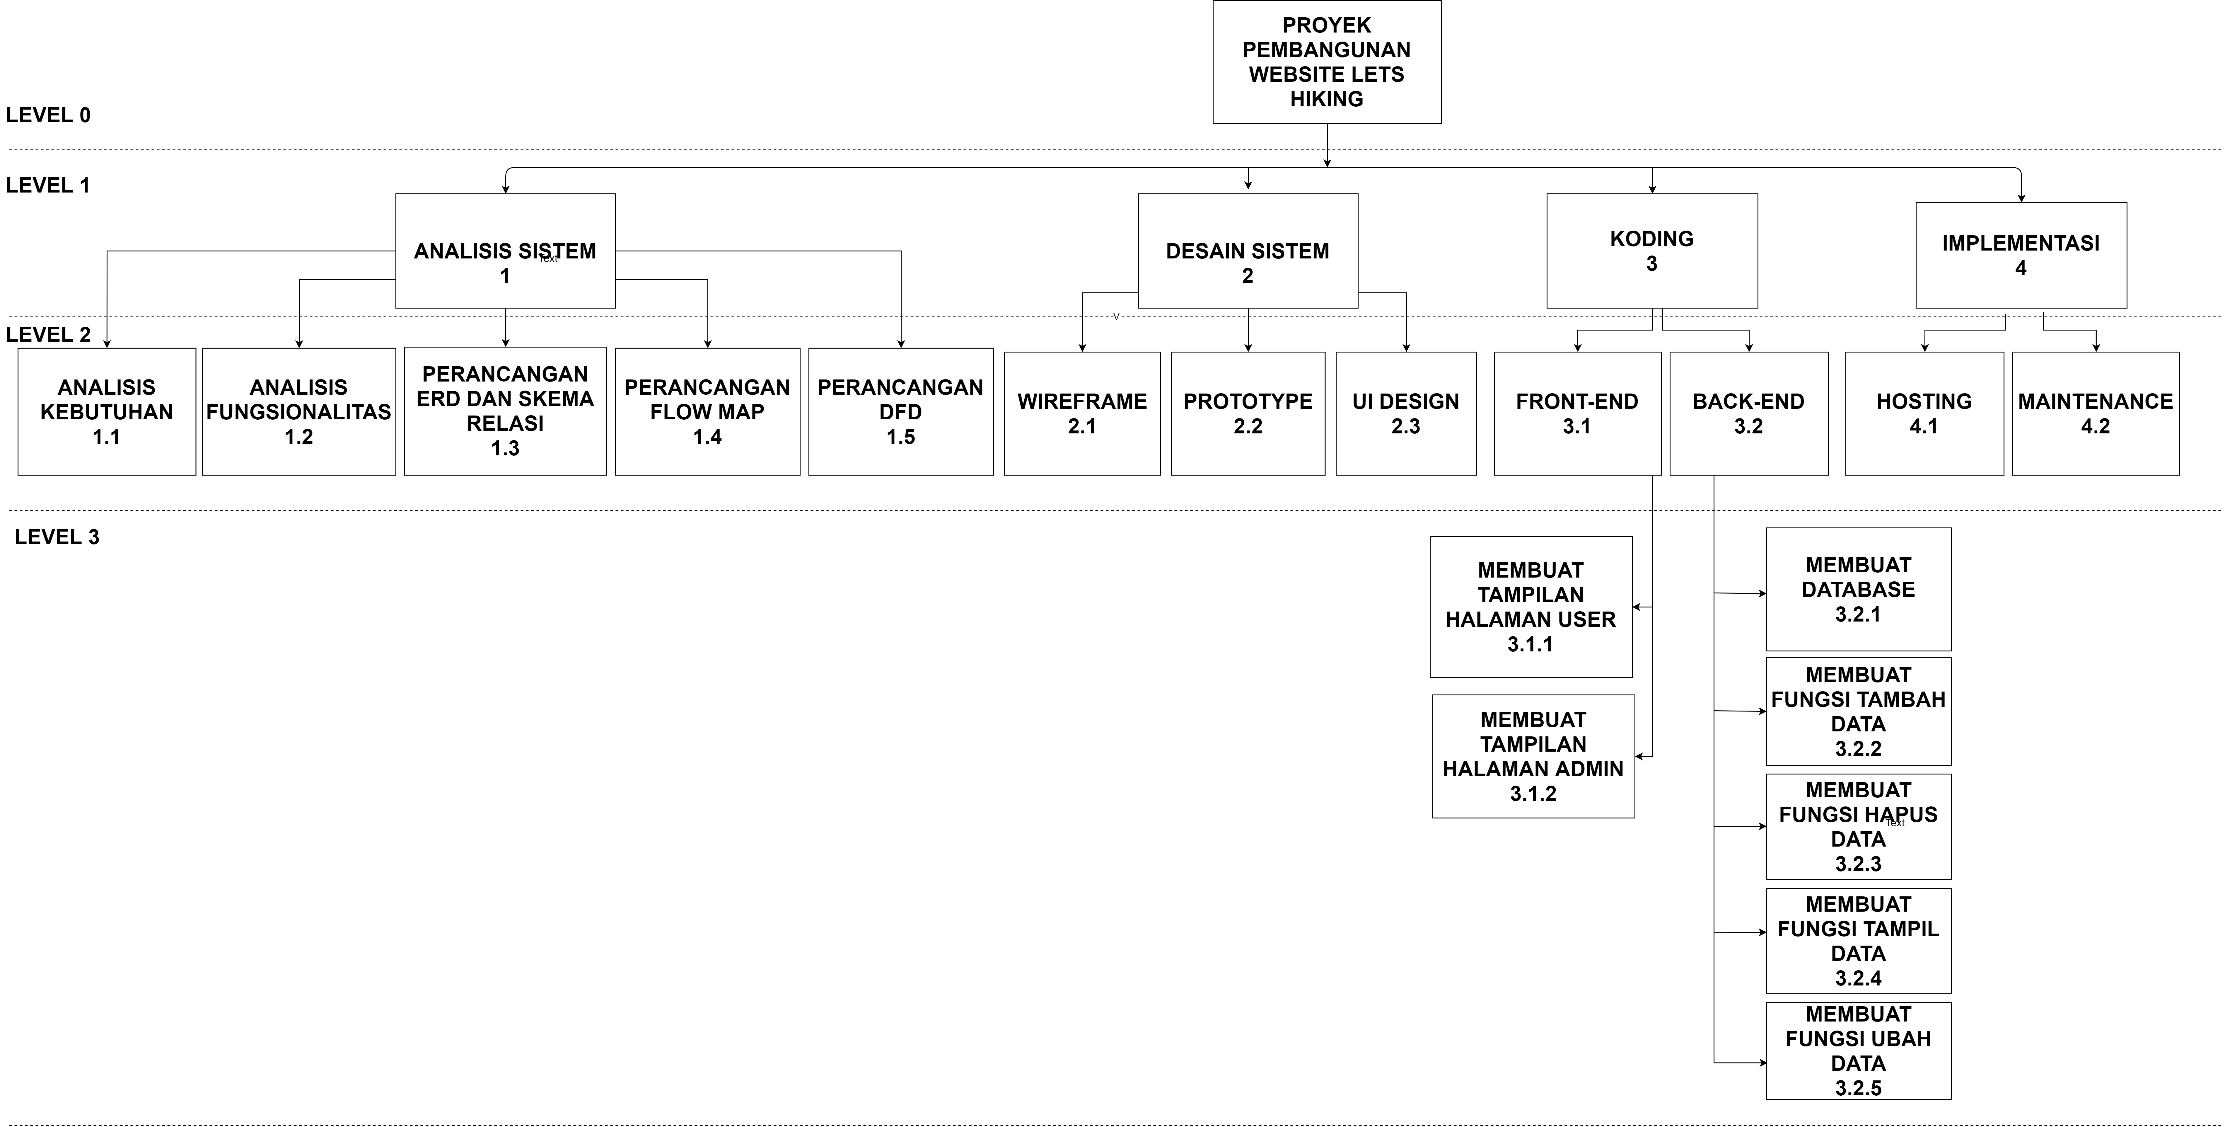 PROYEK
PEMBANGUNAN
WEBSITE LETS
HIKING
LEVEL 0
LEVEL 1
ANALISIS SISTEM
Text
1
DESAIN SISTEM
2
KODING
3
IMPLEMENTASI
4
V
LEVEL 2
ANALISIS
KEBUTUHAN
1.1
ANALISIS
FUNGSIONALITAS
1.2
PERANCANGAN
ERD DAN SKEMA
RELASI
1.3
PERANCANGAN
FLOW MAP
1.4
PERANCANGAN
DFD
1.5
WIREFRAME
2.1
PROTOTYPE
2.2
UI DESIGN
2.3
FRONT-END
3.1
BACK-END
3.2
HOSTING
4.1
MAINTENANCE
4.2
LEVEL 3
MEMBUAT
TAMPILAN
HALAMAN USER
3.1.1
MEMBUAT
TAMPILAN
HALAMAN ADMIN
3.1.2
MEMBUAT
DATABASE
3.2.1
MEMBUAT
FUNGSI TAMBAH
DATA
3.2.2
MEMBUAT
FUNGSI HAPUS
Text
DATA
3.2.3
MEMBUAT
FUNGSI TAMPIL
DATA
3.2.4
MEMBUAT
FUNGSI UBAH
DATA
3.2.5